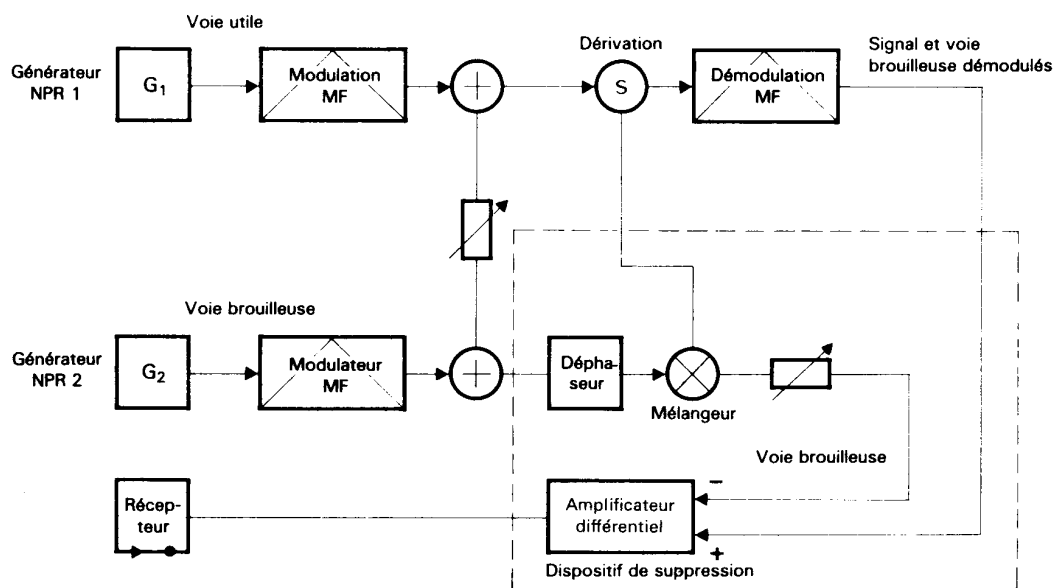 Voie utile
Générateur
NPR 1
G1
Modulation
MF
+
Dérivation
S
Démodulation
MF
Signal et voie
brouilleuse démodulés
Voie brouilleuse
Générateur
NPR 2
G2
Modulateur
MF
+
Dépha-
seur
Mélangeur
Voie brouilleuse
Récep-
teur
Amplificateur
différentiel
–
+
Dispositif de suppression